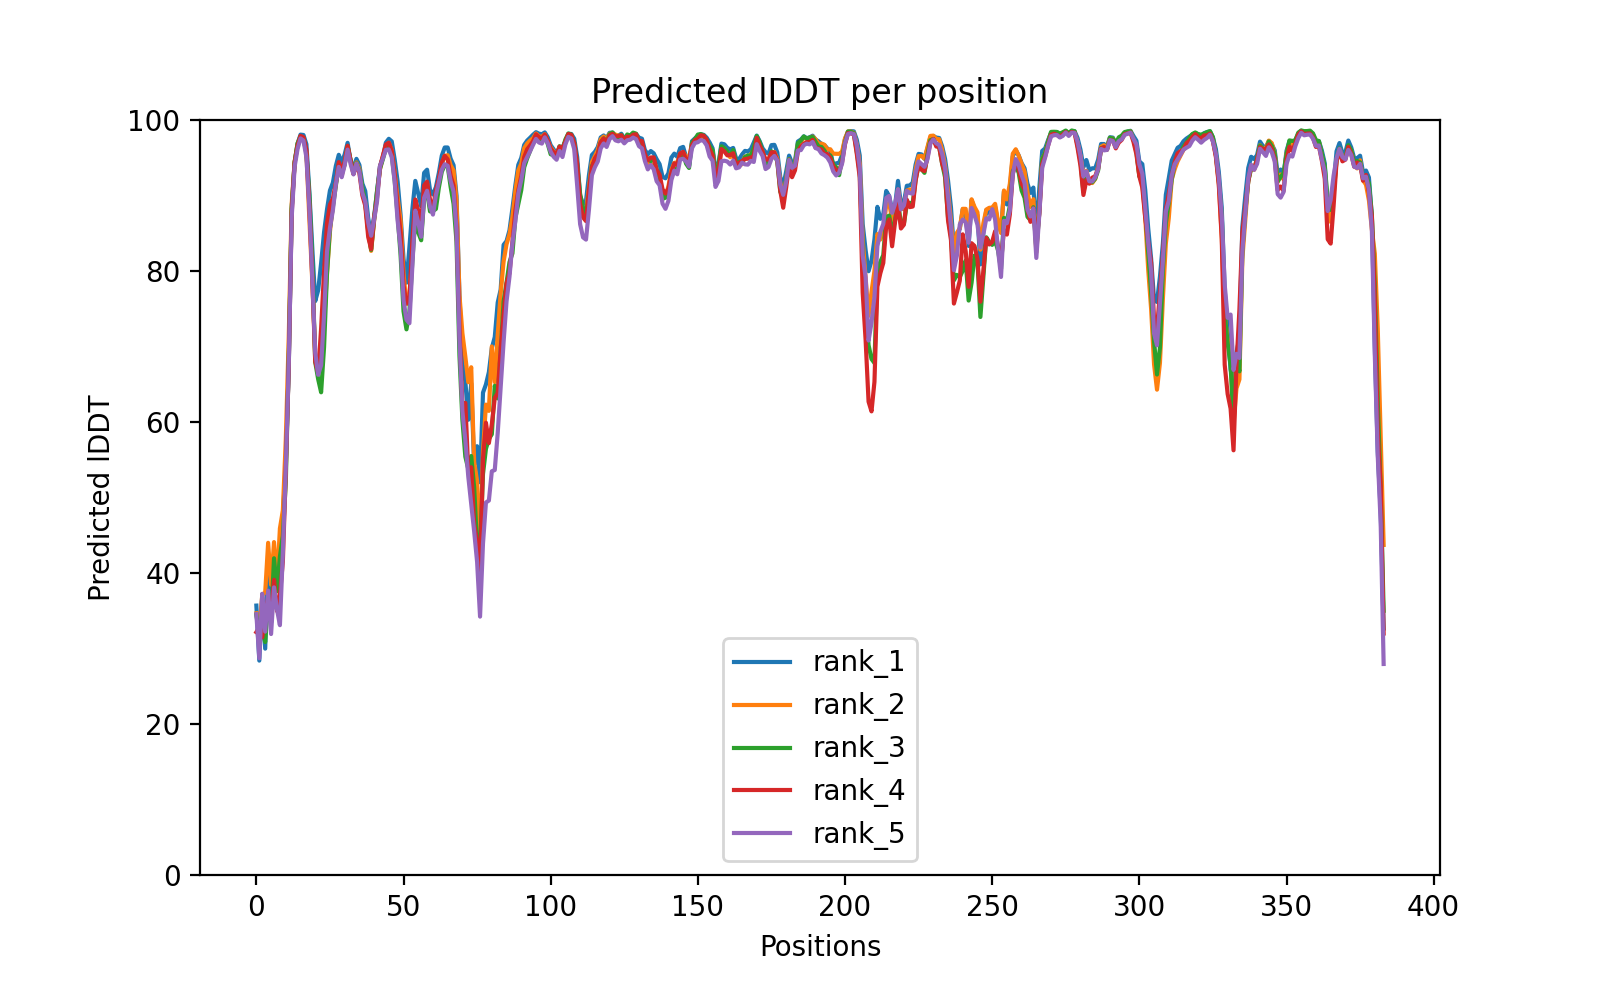 Predicted lDDT per position
100
80
60
40
20
0
Predicted lDDT
rank_1
rank_2
rank_3
rank_4
rank_5
0 50 100 150 200 250 300 350 400
Positions